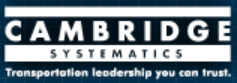 CAMBRIDGE
SYSTEMATICS
Transportation leadership you can trust.